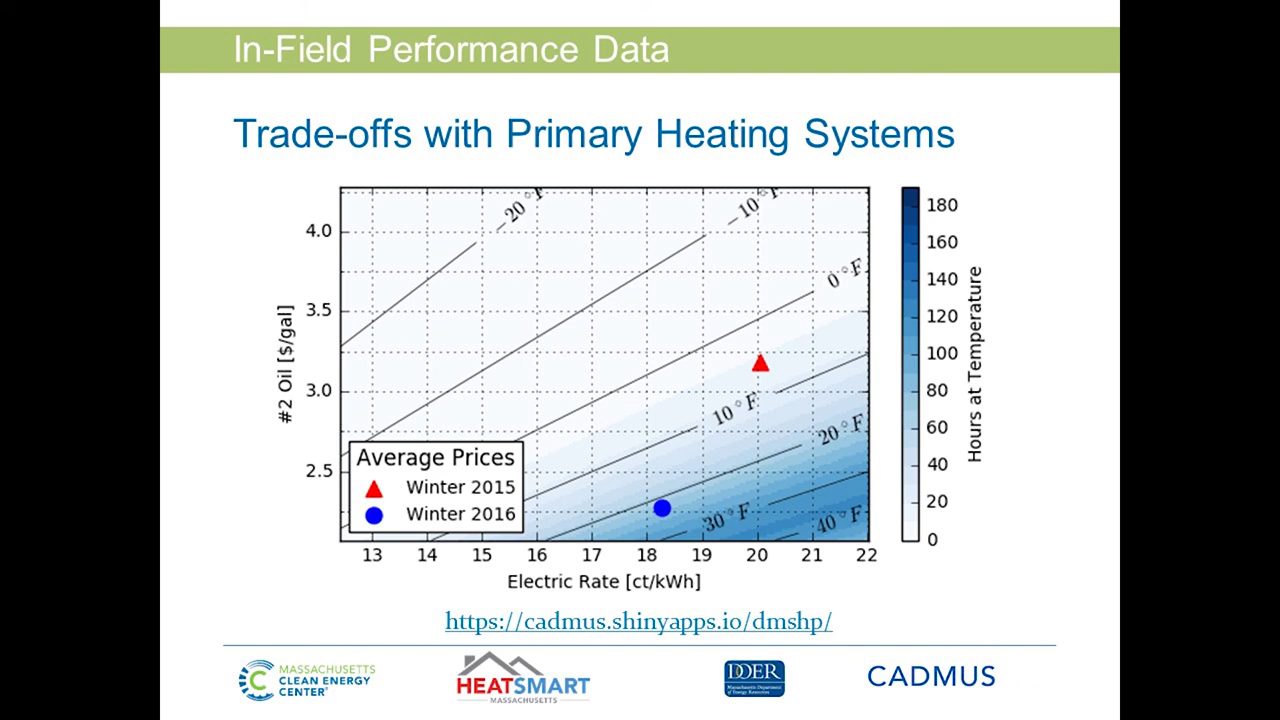 In-Field Performance Data
Trade-offs with Primary Heating Systems
−20 °F
−10 °F
0 °F
10 °F
20 °F
30 °F
40 °F
4.0
3.5
3.0
2.5
#2 Oil [$/gal]
Average Prices
Winter 2015
Winter 2016
13 14 15 16 17 18 19 20 21 22
Electric Rate [ct/kWh]
180
160
140
120
100
80
60
40
20
0
Hours at Temperature
https://cadmus.shinyapps.io/dmshp/
MASSACHUSETTS
CLEAN ENERGY
CENTER
HEATSMART
MASSACHUSETTS
DOER
Massachusetts Department
of Energy Resources
CADMUS